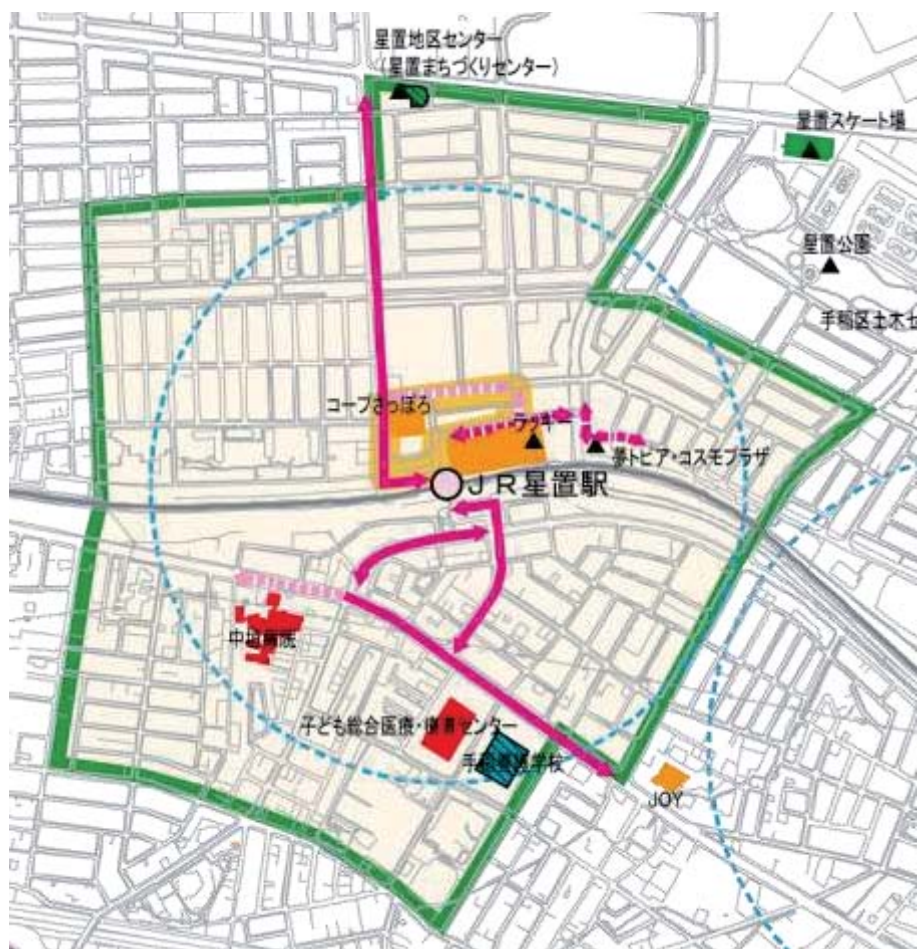 星置地区センター
(星置まちづくりセンター)
星置スケート場
星置公園
手稲区土木セ
コープさっぽろ
ラッキー
夢トピア・コスモプラザ
JR星置駅
子ども総合医療・療育センター
JOY